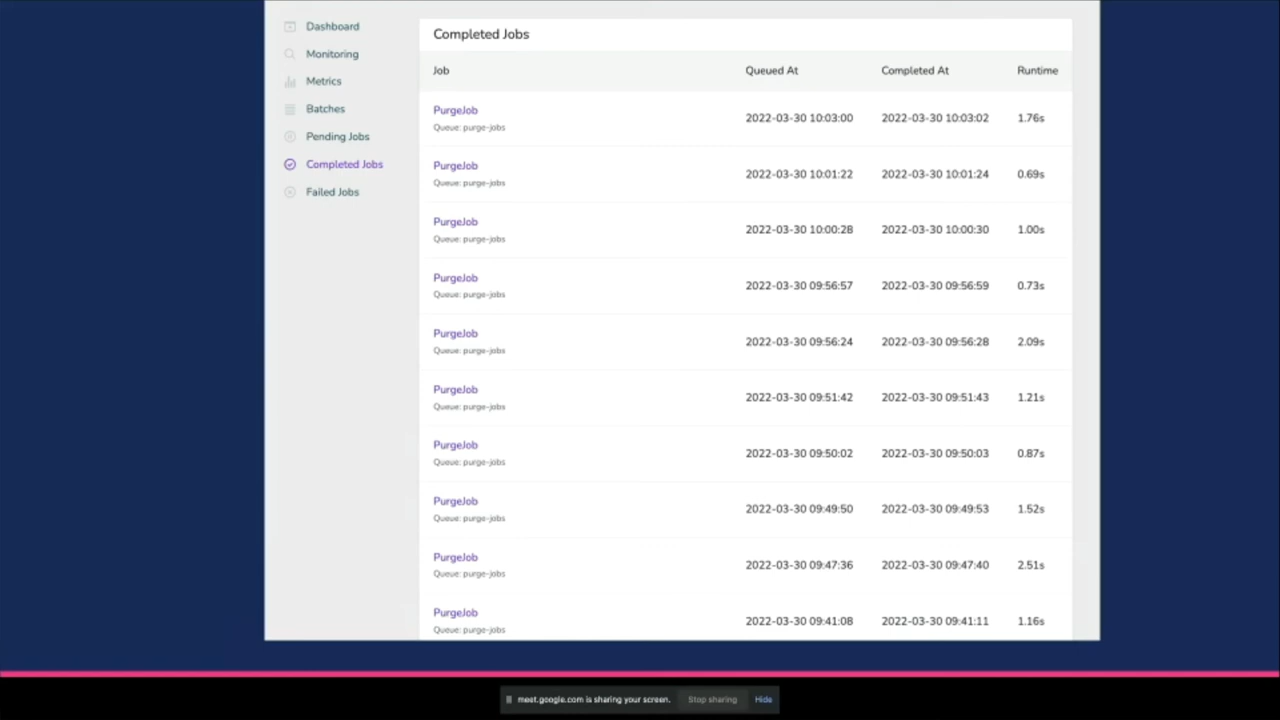 Dashboard
Monitoring
Metrics
Batches
Pending Jobs
Completed Jobs
Failed Jobs
Completed Jobs
Job Queued At Completed At Runtime
PurgeJob
Queue: purge-jobs
2022-03-30 10:03:00 2022-03-30 10:03:02 1.76s
PurgeJob
Queue: purge-jobs
2022-03-30 10:01:22 2022-03-30 10:01:24 0.69s
PurgeJob
Queue: purge-jobs
2022-03-30 10:00:28 2022-03-30 10:00:30 1.00s
PurgeJob
Queue: purge-jobs
2022-03-30 09:56:57 2022-03-30 09:56:59 0.73s
PurgeJob
Queue: purge-jobs
2022-03-30 09:56:24 2022-03-30 09:56:28 2.09s
PurgeJob
Queue: purge-jobs
2022-03-30 09:51:42 2022-03-30 09:51:43 1.21s
PurgeJob
Queue: purge-jobs
2022-03-30 09:50:02 2022-03-30 09:50:03 0.87s
PurgeJob
Queue: purge-jobs
2022-03-30 09:49:50 2022-03-30 09:49:53 1.52s
PurgeJob
Queue: purge-jobs
2022-03-30 09:47:36 2022-03-30 09:47:40 2.51s
PurgeJob
Queue: purge-jobs
2022-03-30 09:41:08 2022-03-30 09:41:11 1.16s
meet.google.com is sharing your screen. Stop sharing Hide